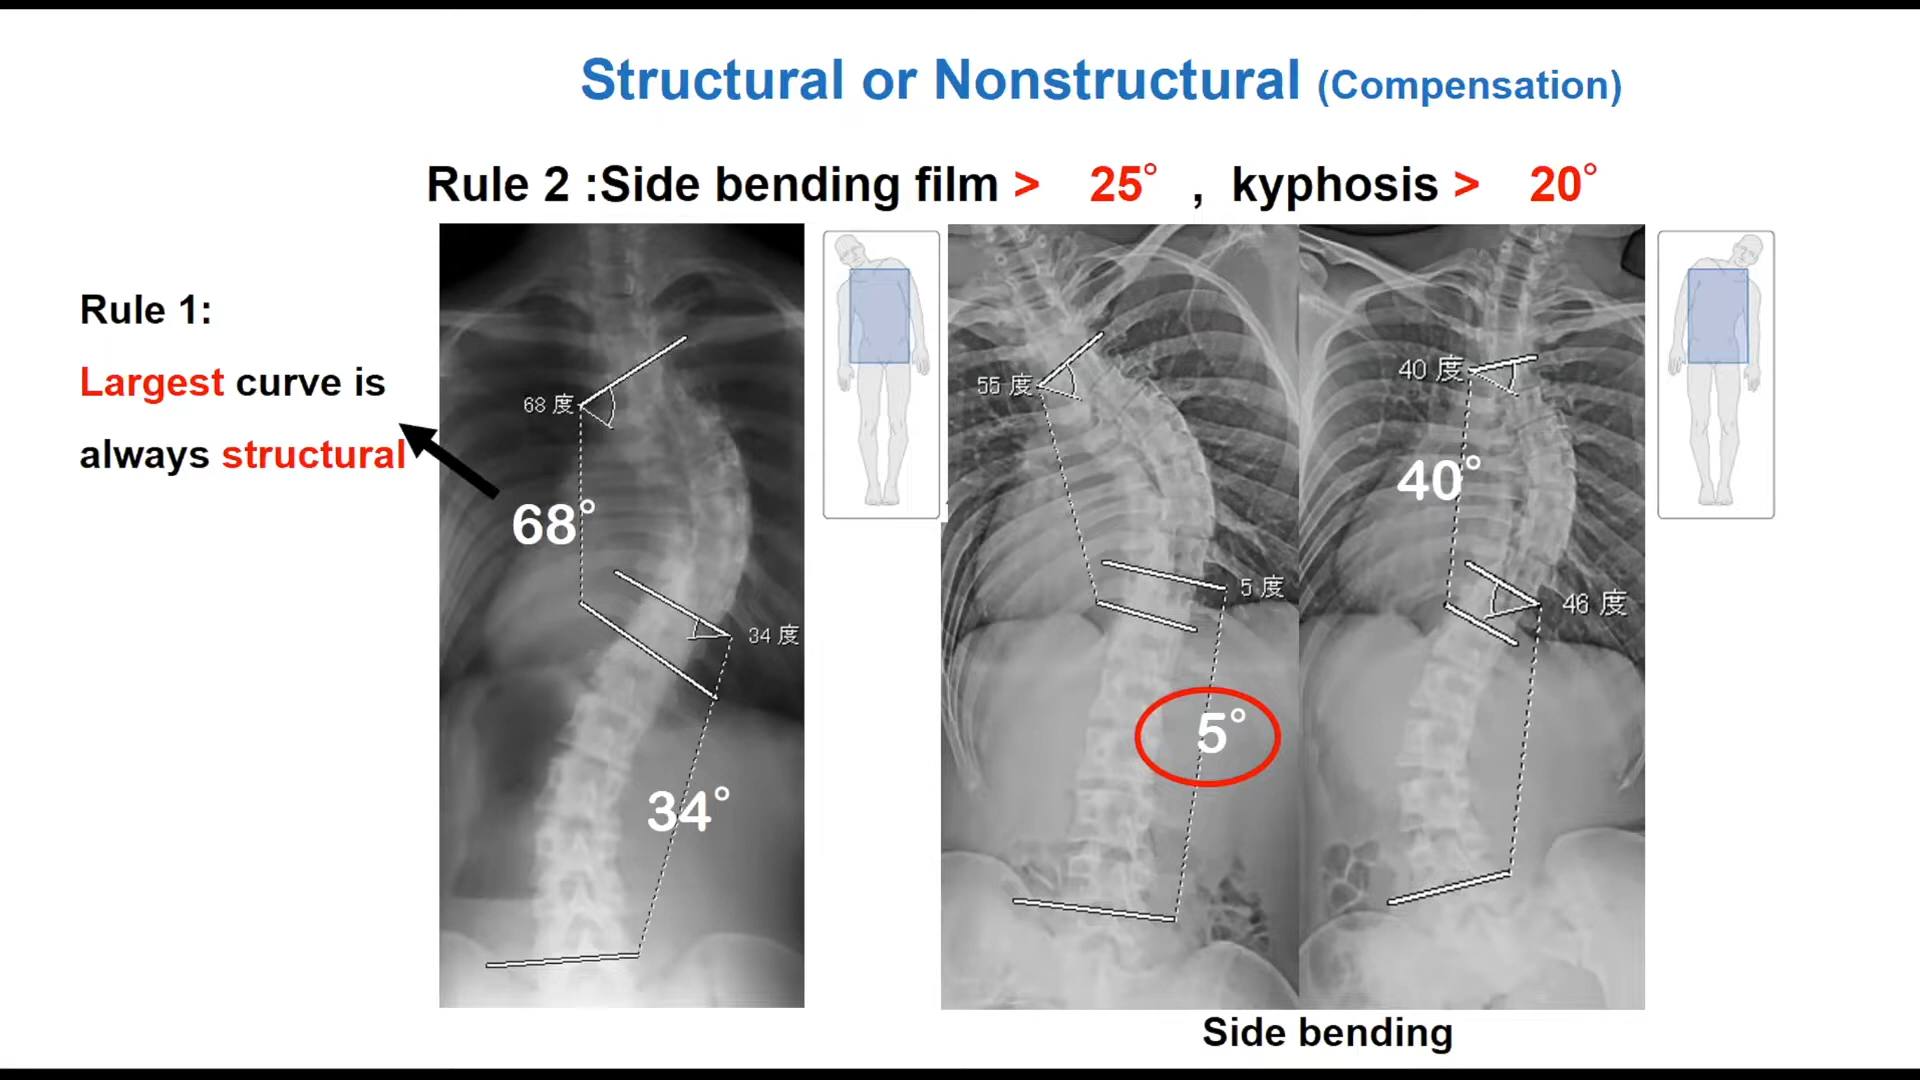 Structural or Nonstructural (Compensation)
Rule 2 :Side bending film > 25° , kyphosis > 20°
Rule 1:
Largest curve is
always structural
68 度
68°
34 度
34°
55 度
5 度
5°
40 度
40°
46 度
Side bending